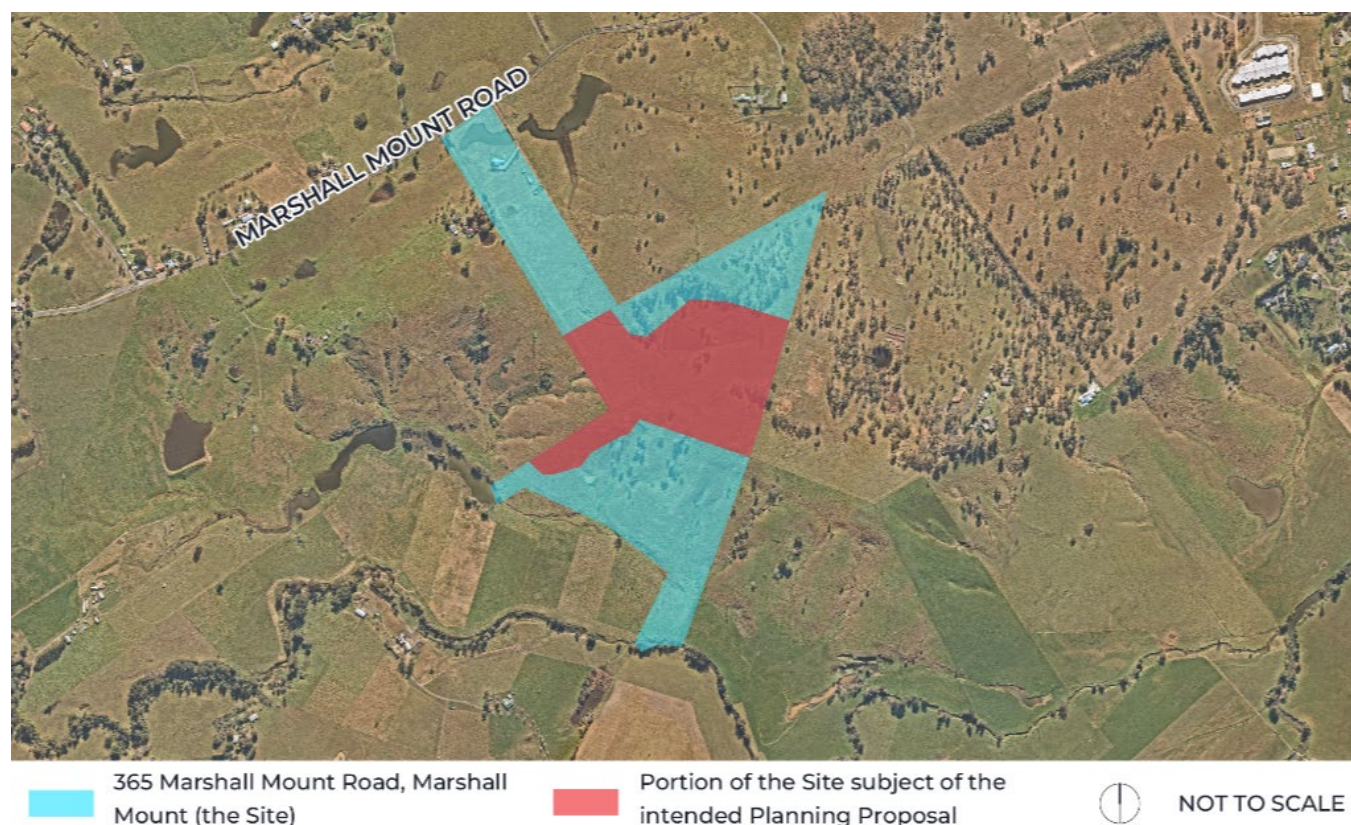 MARSHALL MOUNT ROAD
365 Marshall Mount Road, Marshall
Mount (the Site)
Portion of the Site subject of the
intended Planning Proposal
NOT TO SCALE